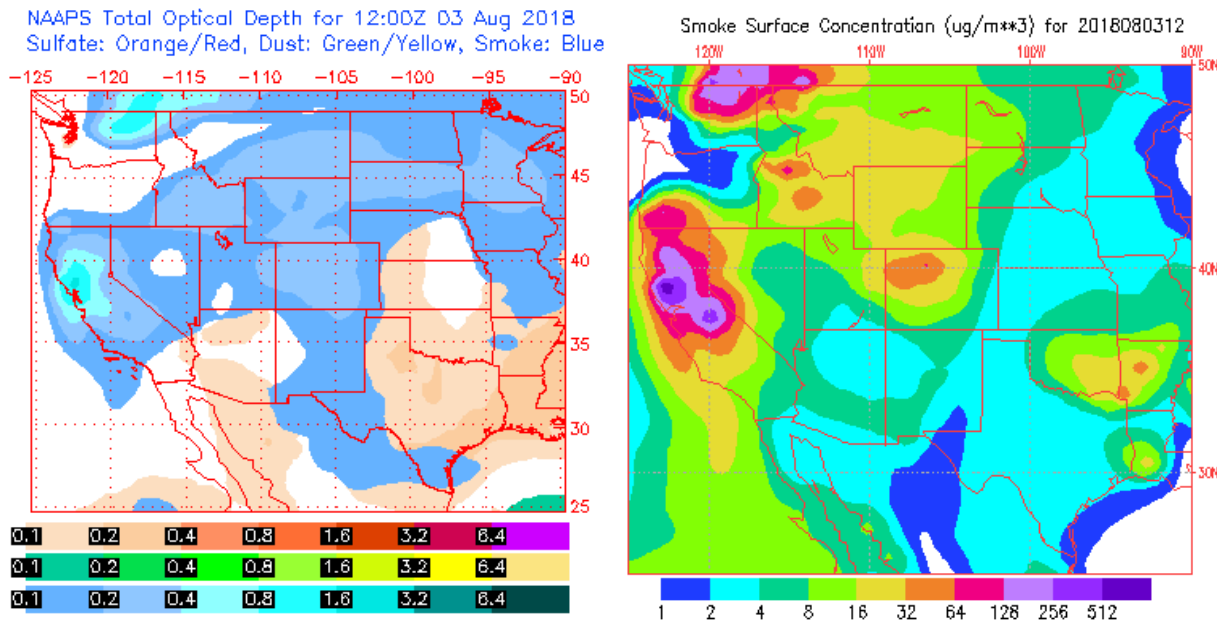 NAAPS Total Optical Depth for 12:00Z 03 Aug 2018
Sulfate: Orange/Red, Dust: Green/Yellow, Smoke: Blue
-125 -120 -115 -110 -105 -100 -95 -90
50
45
40
35
30
25
0.1 0.2 0.4 0.8 1.6 3.2 6.4
0.1 0.2 0.4 0.8 1.6 3.2 6.4
0.1 0.2 0.4 0.8 1.6 3.2 6.4
Smoke Surface Concentration (ug/m**3) for 2018080312
120W 110W 100W 90W
50N
40N
30N
1 2 4 8 16 32 64 128 256 512